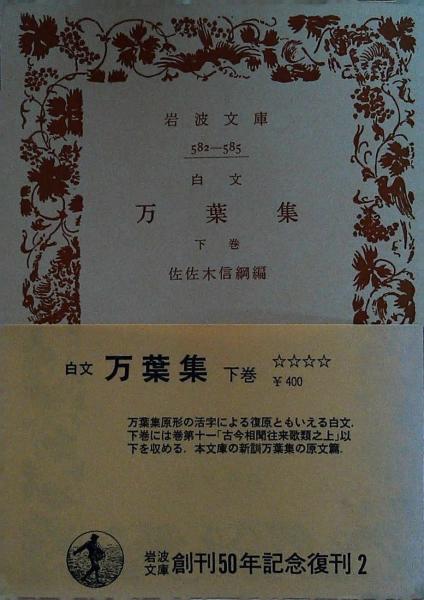 岩波文庫
582—585
白文
万葉集
下巻
佐佐木信綱編
白文 万葉集 下巻 ☆☆☆☆
¥400
万葉集原形の活字による復原ともいえる白文.
下巻には巻第十一「古今相聞往来歌類之上」以
下を収める. 本文庫の新訓万葉集の原文篇.
岩波
文庫 創刊50年記念復刊2